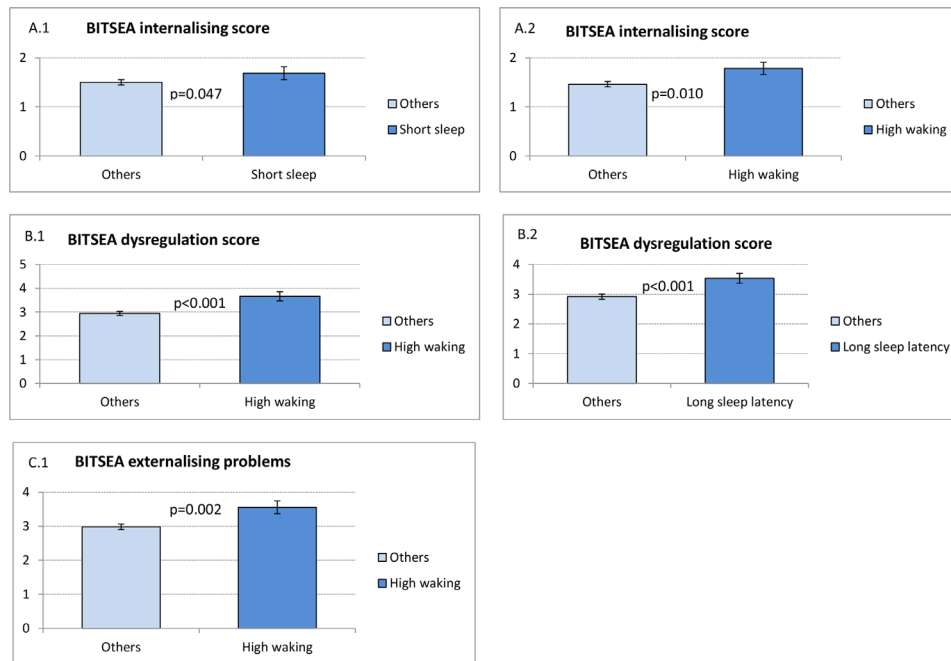 A.1 BITSEA internalising score
2
1
0
p=0.047
Others
Short sleep
Others
Short sleep
A.2 BITSEA internalising score
2
1
0
p=0.010
Others
High waking
Others
High waking
B.1 BITSEA dysregulation score
5
4
3
2
1
0
p<0.001
Others
High waking
Others
High waking
B.2 BITSEA dysregulation score
4
3
2
1
0
p<0.001
Others
Long sleep latency
Others
Long sleep latency
C.1 BITSEA externalising problems
4
3
2
1
0
p=0.002
Others
High waking
Others
High waking